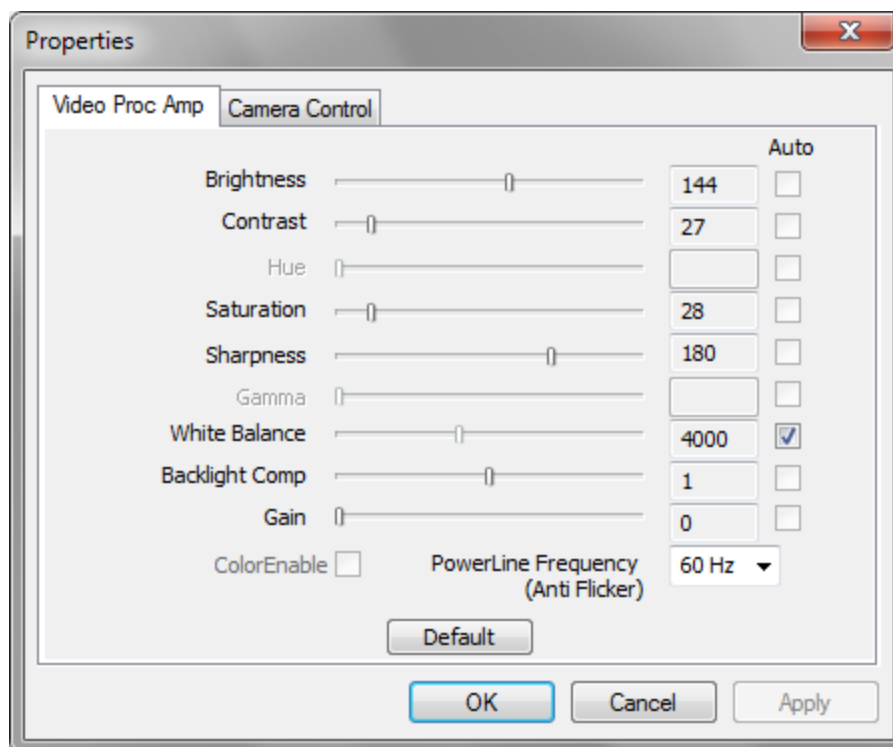 Properties
Video Proc Amp Camera Control
Auto
Brightness 144
Contrast 27
Hue
Saturation 28
Sharpness 180
Gamma
White Balance 4000
Backlight Comp 1
Gain 0
ColorEnable PowerLine Frequency 60 Hz
(Anti Flicker)
Default
OK Cancel Apply